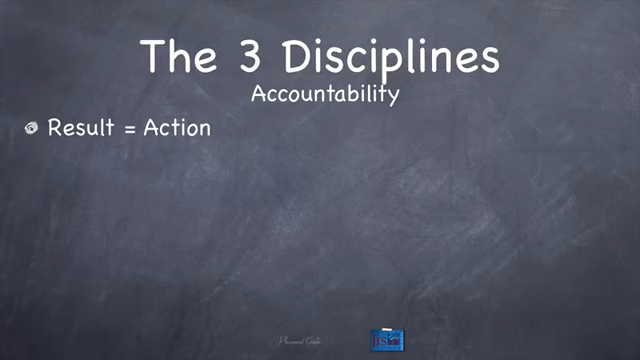 The 3 Disciplines
Accountability
Result = Action